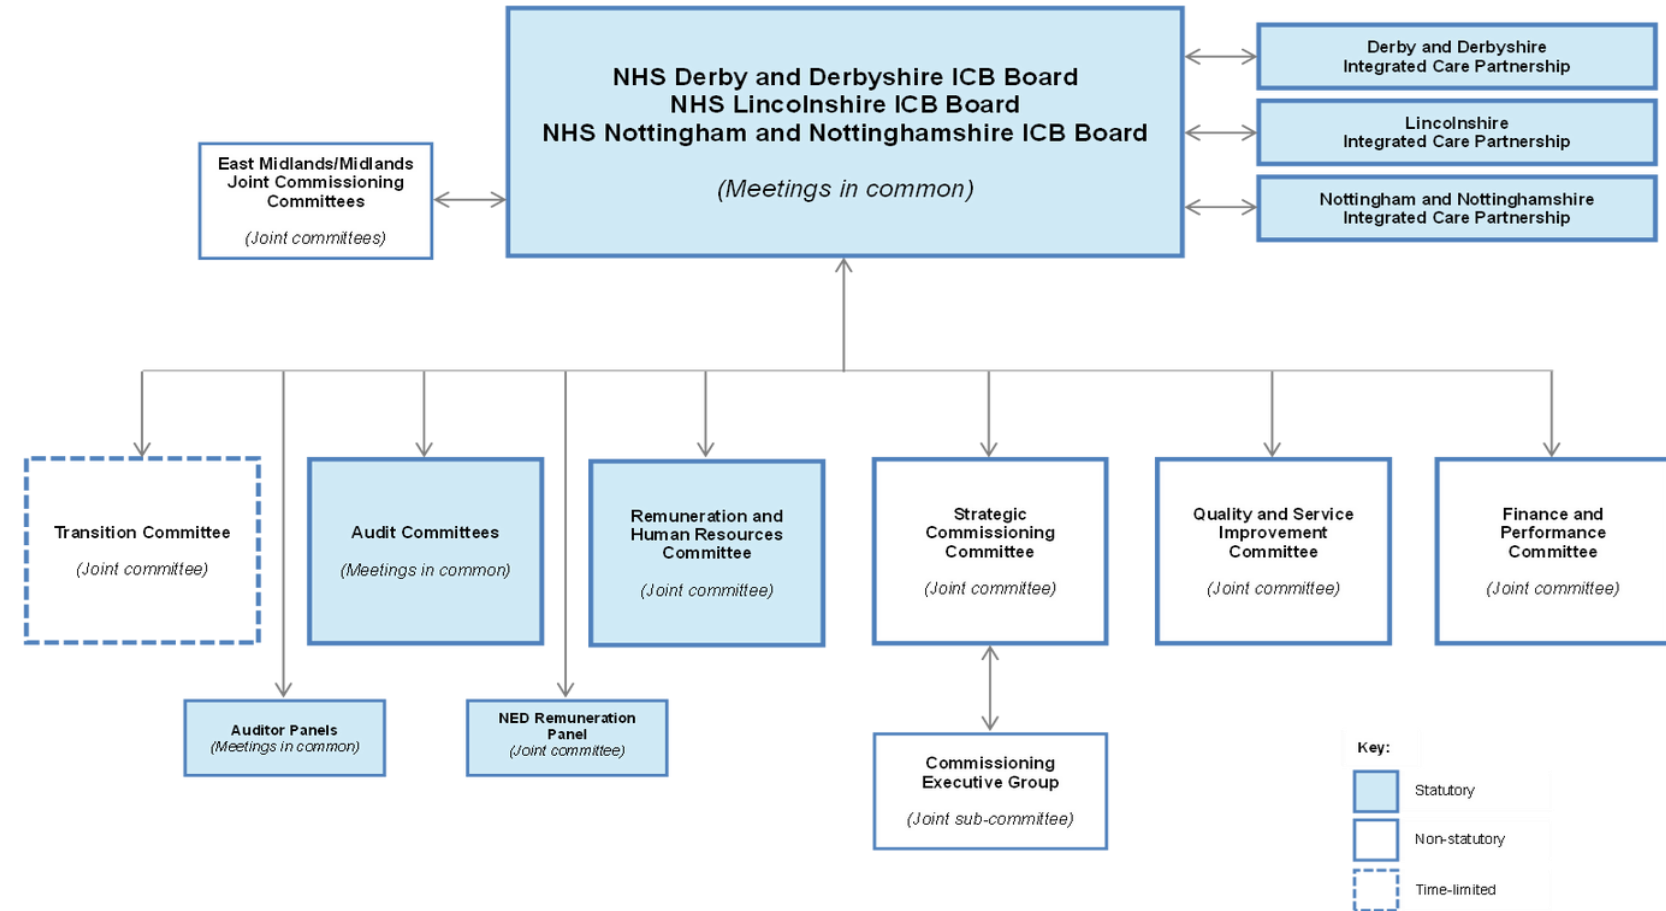 NHS Derby and Derbyshire ICB Board
NHS Lincolnshire ICB Board
NHS Nottingham and Nottinghamshire ICB Board
(Meetings in common)
Derby and Derbyshire
Integrated Care Partnership
Lincolnshire
Integrated Care Partnership
Nottingham and Nottinghamshire
Integrated Care Partnership
East Midlands/Midlands
Joint Commissioning
Committees
(Joint committees)
Transition Committee
(Joint committee)
Audit Committees
(Meetings in common)
Remuneration and
Human Resources
Committee
(Joint committee)
Strategic
Commissioning
Committee
(Joint committee)
Quality and Service
Improvement
Committee
(Joint committee)
Finance and
Performance
Committee
(Joint committee)
Auditor Panels
(Meetings in common)
NED Remuneration
Panel
(Joint committee)
Commissioning
Executive Group
(Joint sub-committee)
Key:
Statutory
Non-statutory
Time-limited